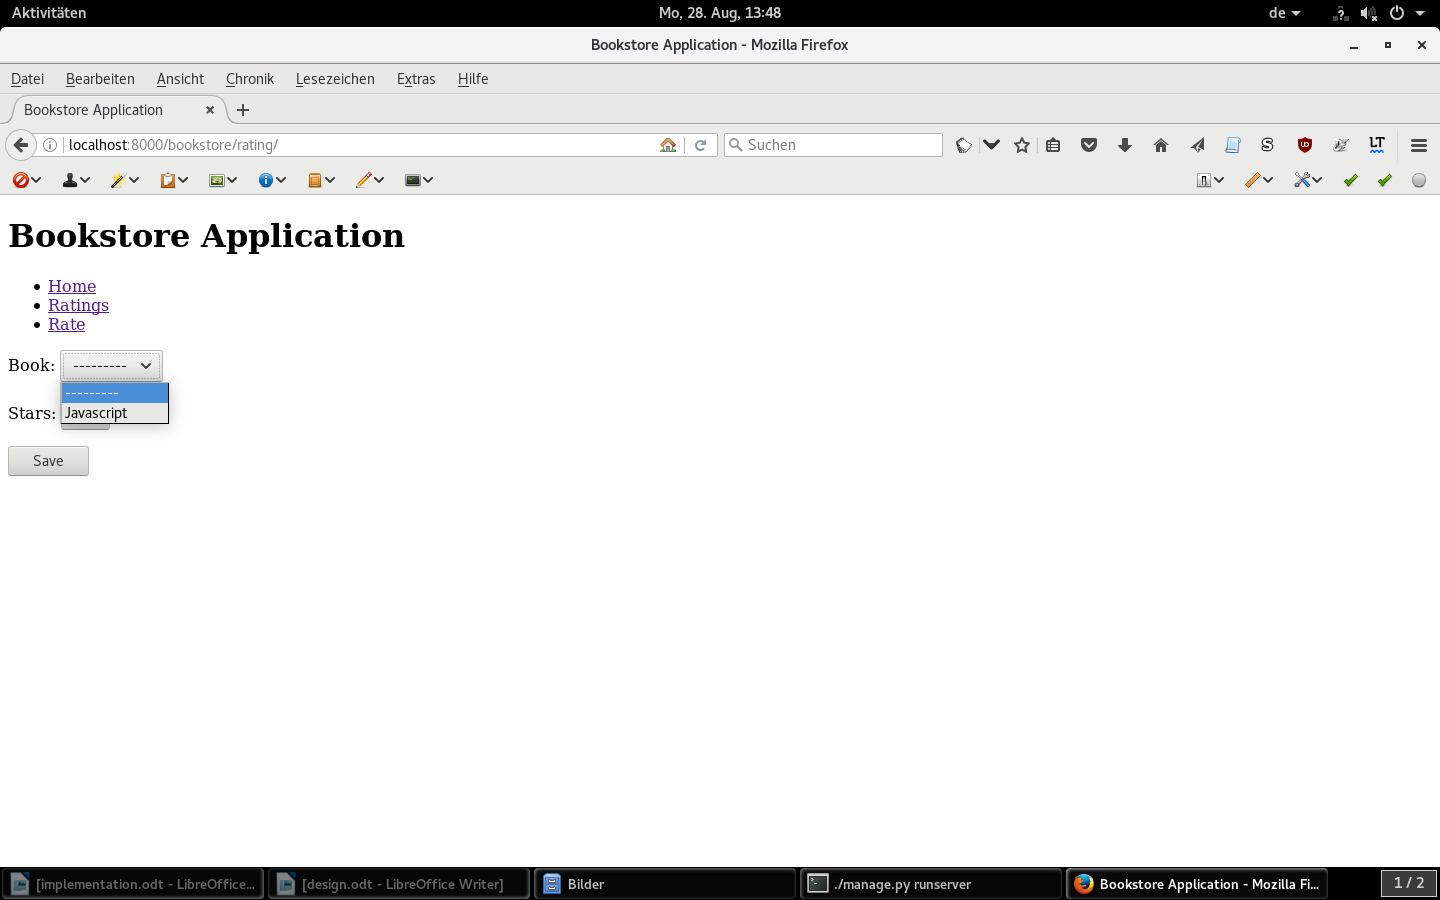 Aktivitäten
Mo, 28. Aug, 13:48
de
Bookstore Application - Mozilla Firefox
Datei Bearbeiten Ansicht Chronik Lesezeichen Extras Hilfe
Bookstore Application
localhost:8000/bookstore/rating/
Suchen
S
LT
Bookstore Application
Home
Ratings
Rate
Book: ---------
---------
Javascript
Stars:
Save
[implementation.odt - LibreOffice...
[design.odt - LibreOffice Writer]
Bilder
./manage.py runserver
Bookstore Application - Mozilla Fi...
1 / 2